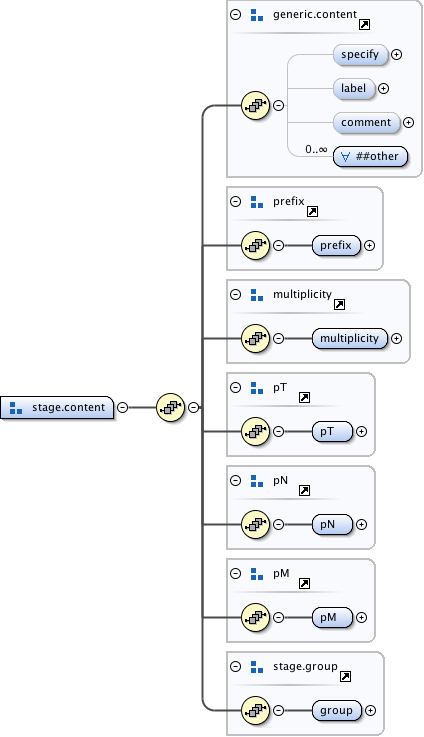 generic.content
specify
label
comment
0..∞
∀ ##other
prefix
prefix
multiplicity
multiplicity
stage.content
pT
pT
pN
pN
pM
pM
stage.group
group